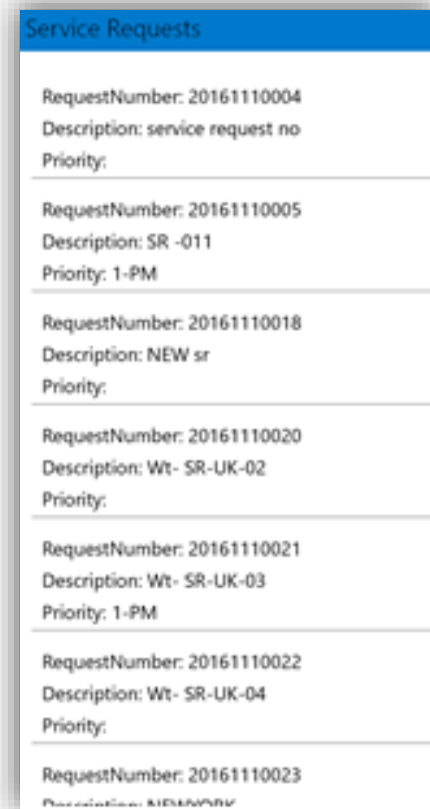 Service Requests
RequestNumber: 20161110004
Description: service request no
Priority:
RequestNumber: 20161110005
Description: SR -011
Priority: 1-PM
RequestNumber: 20161110018
Description: NEW sr
Priority:
RequestNumber: 20161110020
Description: Wt- SR-UK-02
Priority:
RequestNumber: 20161110021
Description: Wt- SR-UK-03
Priority: 1-PM
RequestNumber: 20161110022
Description: Wt- SR-UK-04
Priority:
RequestNumber: 20161110023
Description: NEWYORK